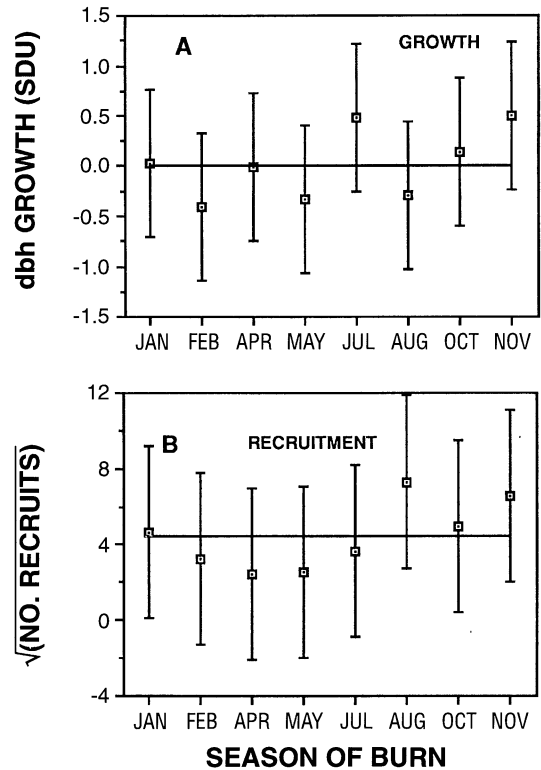 1.5
1.0
0.5
0.0
-0.5
-1.0
-1.5
dbh GROWTH (SDU)
A
GROWTH
JAN FEB APR MAY JUL AUG OCT NOV
12
8
4
0
-4
√(NO. RECRUITS)
B
RECRUITMENT
JAN FEB APR MAY JUL AUG OCT NOV
SEASON OF BURN